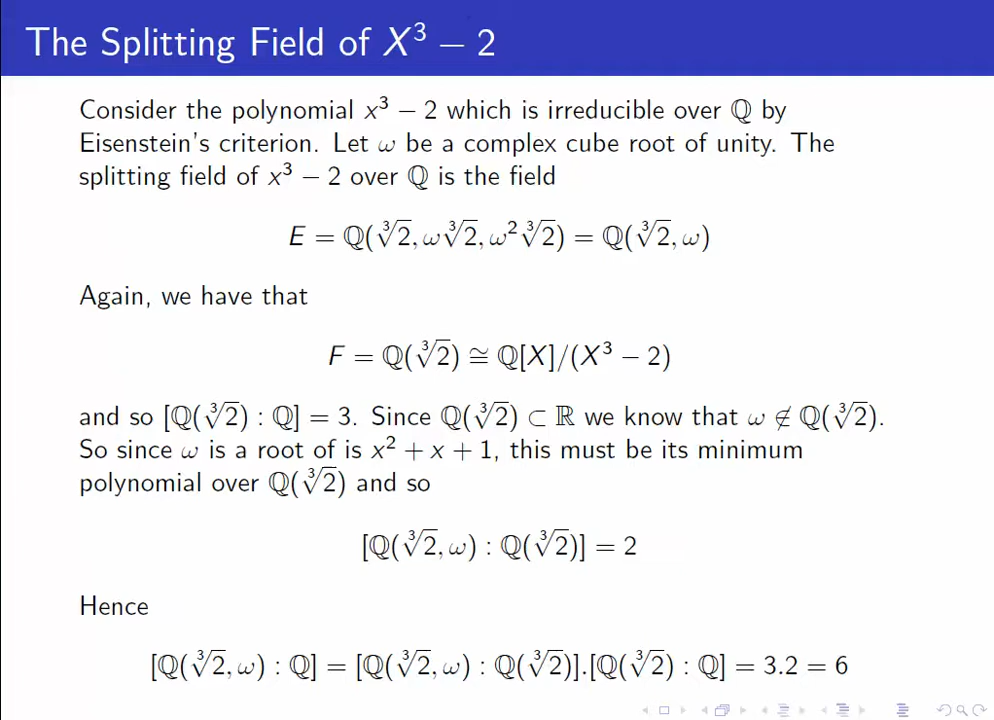 The Splitting Field of X³ − 2
Consider the polynomial x³ − 2 which is irreducible over ℚ by
Eisenstein's criterion. Let ω be a complex cube root of unity. The
splitting field of x³ − 2 over ℚ is the field
E = ℚ(∛2, ω∛2, ω²∛2) = ℚ(∛2, ω)
Again, we have that
F = ℚ(∛2) ≅ ℚ[X]/(X³ − 2)
and so [ℚ(∛2) : ℚ] = 3. Since ℚ(∛2) ⊂ ℝ we know that ω ∉ ℚ(∛2).
So since ω is a root of is x² + x + 1, this must be its minimum
polynomial over ℚ(∛2) and so
[ℚ(∛2, ω) : ℚ(∛2)] = 2
Hence
[ℚ(∛2, ω) : ℚ] = [ℚ(∛2, ω) : ℚ(∛2)].[ℚ(∛2) : ℚ] = 3.2 = 6